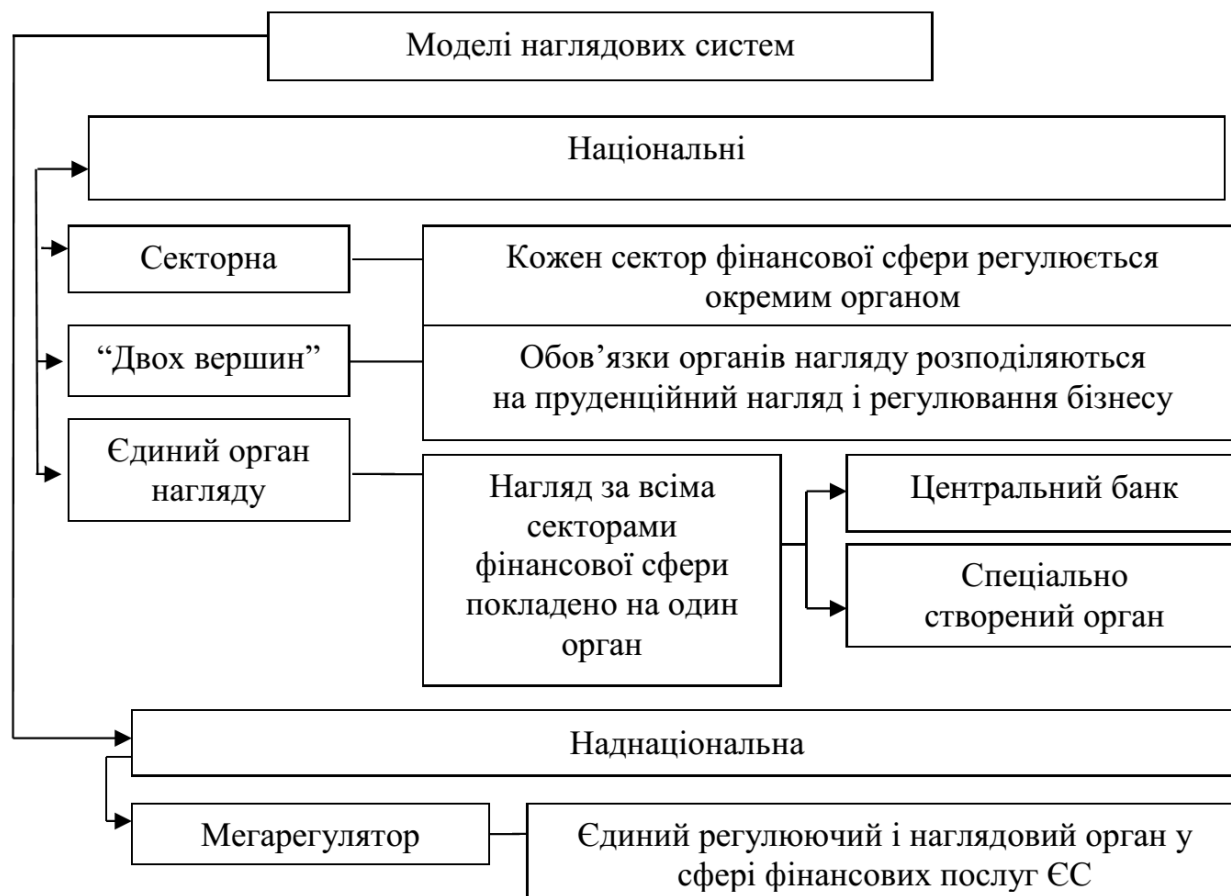 Моделі наглядових систем
Національні
Секторна
Кожен сектор фінансової сфери регулюється
окремим органом
“Двох вершин”
Обов’язки органів нагляду розподіляються
на пруденційний нагляд і регулювання бізнесу
Єдиний орган
нагляду
Нагляд за всіма
секторами
фінансової сфери
покладено на один
орган
Центральний банк
Спеціально
створений орган
Наднаціональна
Мегарегулятор
Єдиний регулюючий і наглядовий орган у
сфері фінансових послуг ЄС